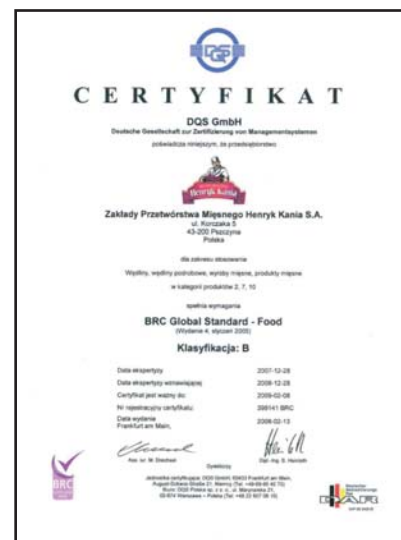 DQS
CERTYFIKAT
DQS GmbH
Deutsche Gesellschaft zur Zertifizierung von Managementsystemen
poświadcza niniejszym, że przedsiębiorstwo
Henryk Kania
Zakłady Przetwórstwa Mięsnego Henryk Kania S.A.
ul. Korczaka 5
43-200 Pszczyna
Polska
dla zakresu stosowania
Wędliny, wędliny podrobowe, wyroby mięsne, produkty mięsne
w kategorii produktów 2, 7, 10
spełnia wymagania
BRC Global Standard - Food
(Wydanie 4, styczeń 2005)
Klasyfikacja: B
Data ekspertyzy 2007-12-28
Data ekspertyzy wznawiającej 2008-12-28
Certyfikat jest ważny do: 2009-02-08
Nr rejestracyjny certyfikatu: 398141 BRC
Data wydania
Frankfurt am Main, 2008-02-13
Dyrektorzy
BRC